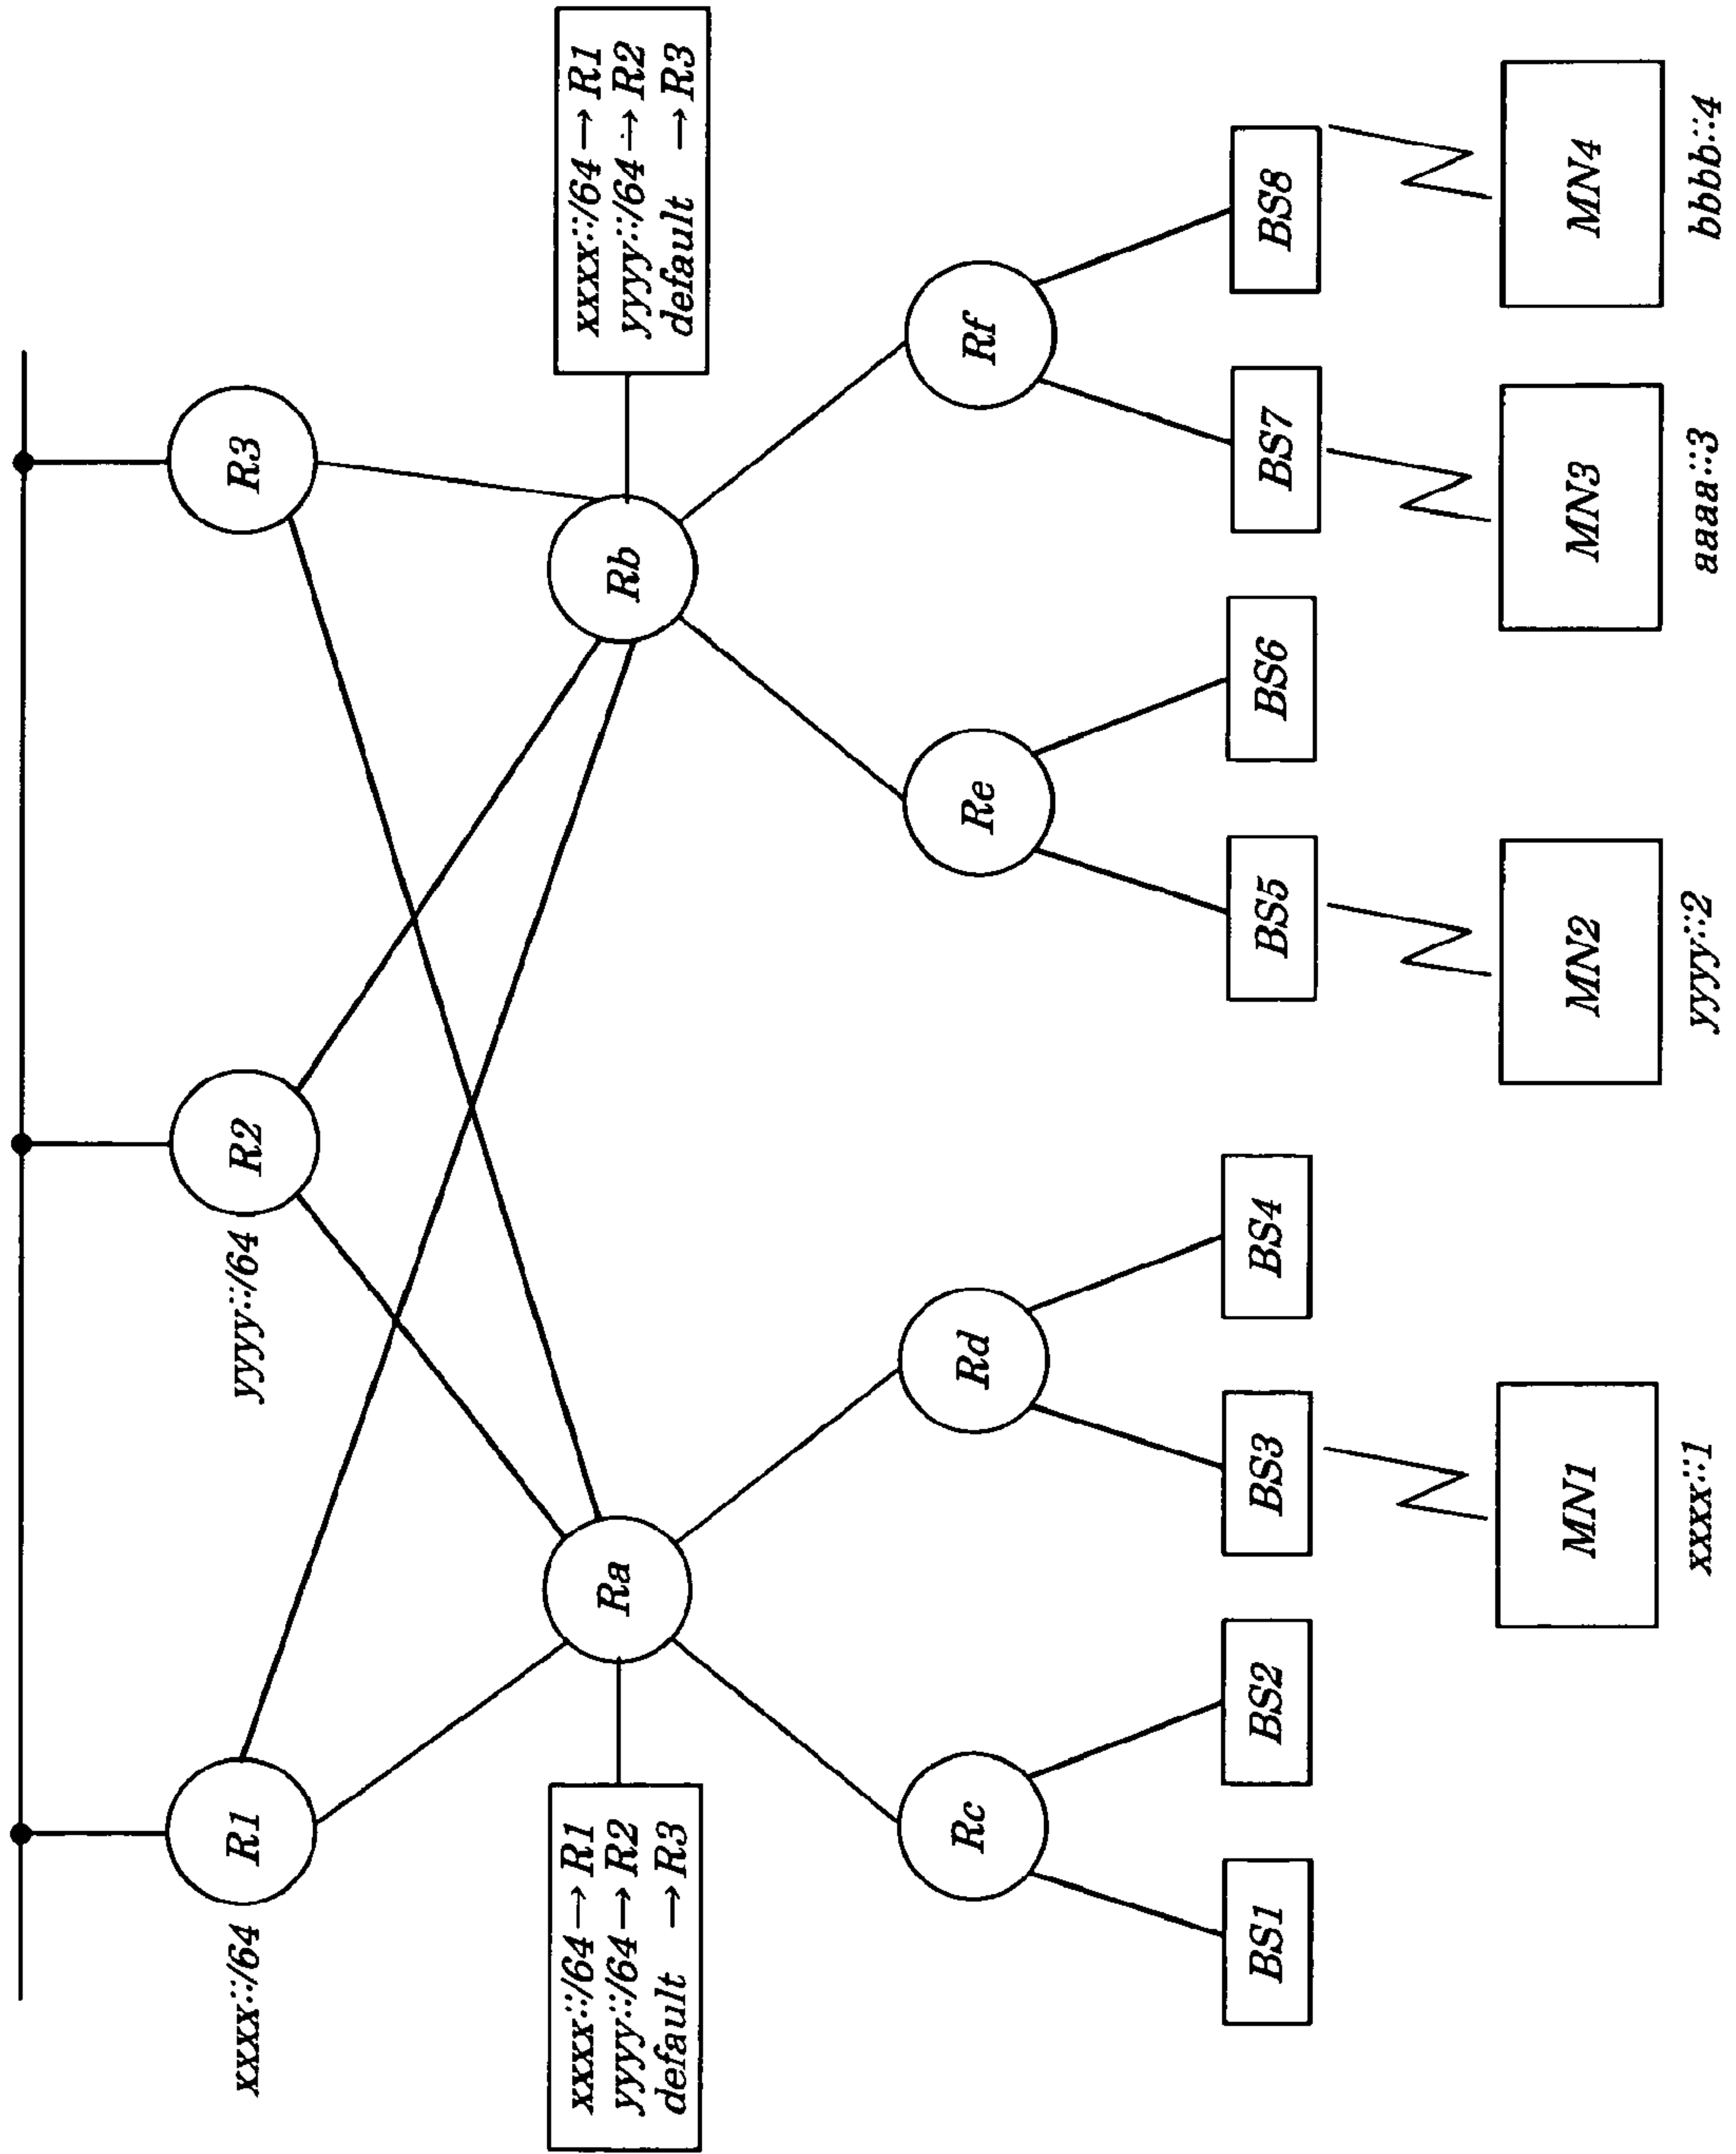 xxxx::/64
R1
yyyy::/64
R2
R3
xxxx::/64→R1
yyyy::/64→R2
default →R3
Ra
Rb
xxxx::/64→R1
yyyy::/64→R2
default →R3
Rc
Rd
Re
Rf
BS1
BS2
BS3
BS4
BS5
BS6
BS7
BS8
MN1
MN2
MN3
MN4
xxxx::1
yyyy::2
aaaa::3
bbbb::4